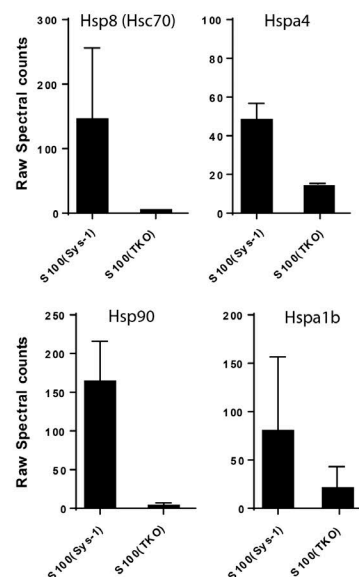 Hsp8 (Hsc70)
Raw Spectral counts
300
200
100
0
S100(Sys-1)
S100(TKO)
Hspa4
100
80
60
40
20
0
S100(Sys-1)
S100(TKO)
Hsp90
Raw Spectral counts
250
200
150
100
50
0
S100(Sys-1)
S100(TKO)
Hspa1b
200
150
100
50
0
S100(Sys-1)
S100(TKO)